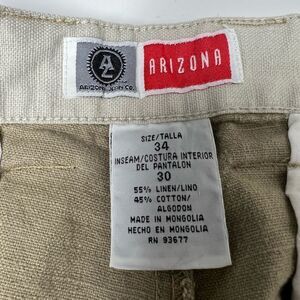 AZ
ARIZONA JEAN CO.
ARIZONA
SIZE/TALLA
34
INSEAM/COSTURA INTERIOR
DEL PANTALON
30
55% LINEN/LINO
45% COTTON/
ALGODON
MADE IN MONGOLIA
HECHO EN MONGOLIA
RN 93677